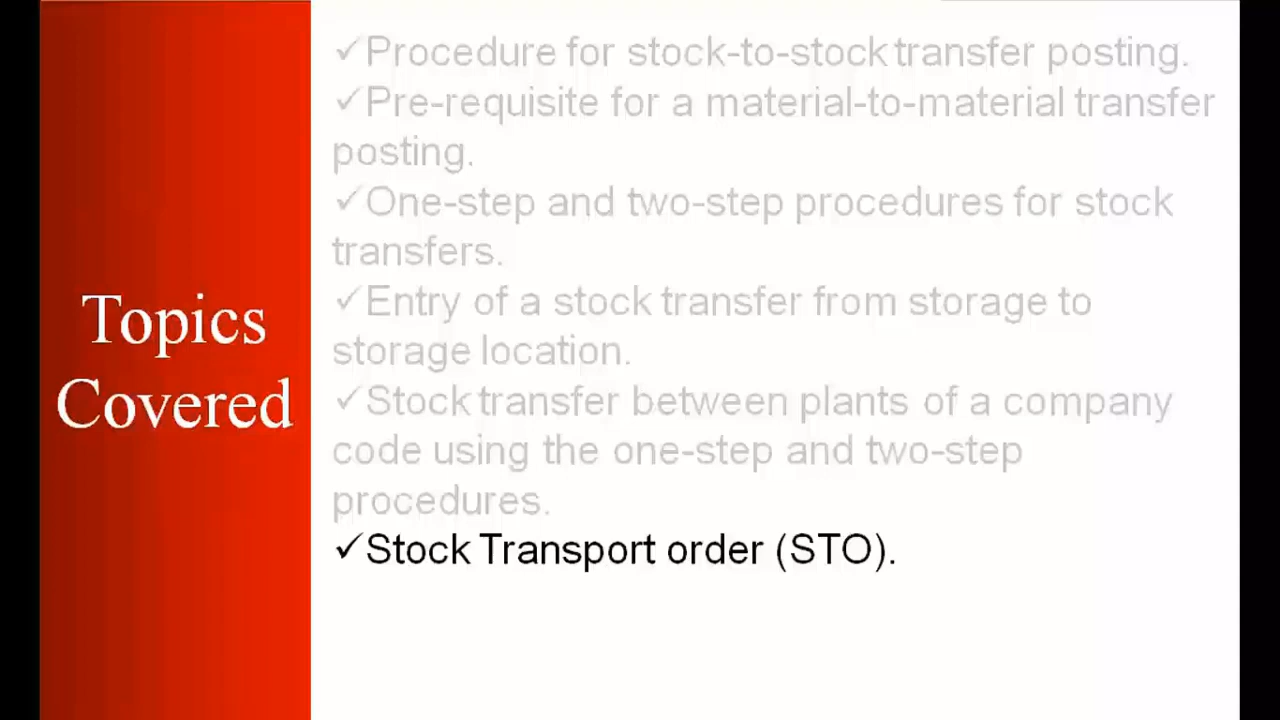 Topics
Covered
✓Procedure for stock-to-stock transfer posting.
✓Pre-requisite for a material-to-material transfer
posting.
✓One-step and two-step procedures for stock
transfers.
✓Entry of a stock transfer from storage to
storage location.
✓Stock transfer between plants of a company
code using the one-step and two-step
procedures.
✓Stock Transport order (STO).